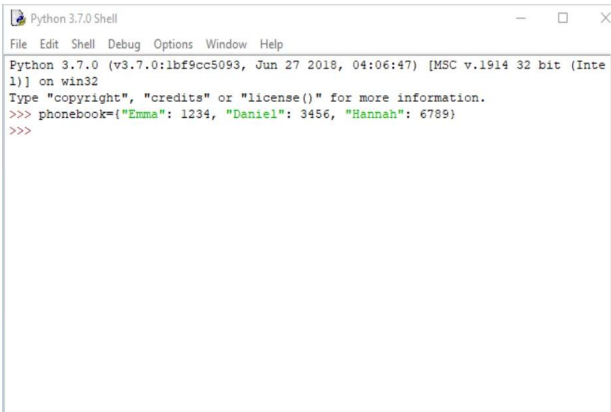 Python 3.7.0 Shell
File Edit Shell Debug Options Window Help
Python 3.7.0 (v3.7.0:1bf9cc5093, Jun 27 2018, 04:06:47) [MSC v.1914 32 bit (Inte
l)] on win32
Type "copyright", "credits" or "license()" for more information.
>>> phonebook={"Emma": 1234, "Daniel": 3456, "Hannah": 6789}
>>>